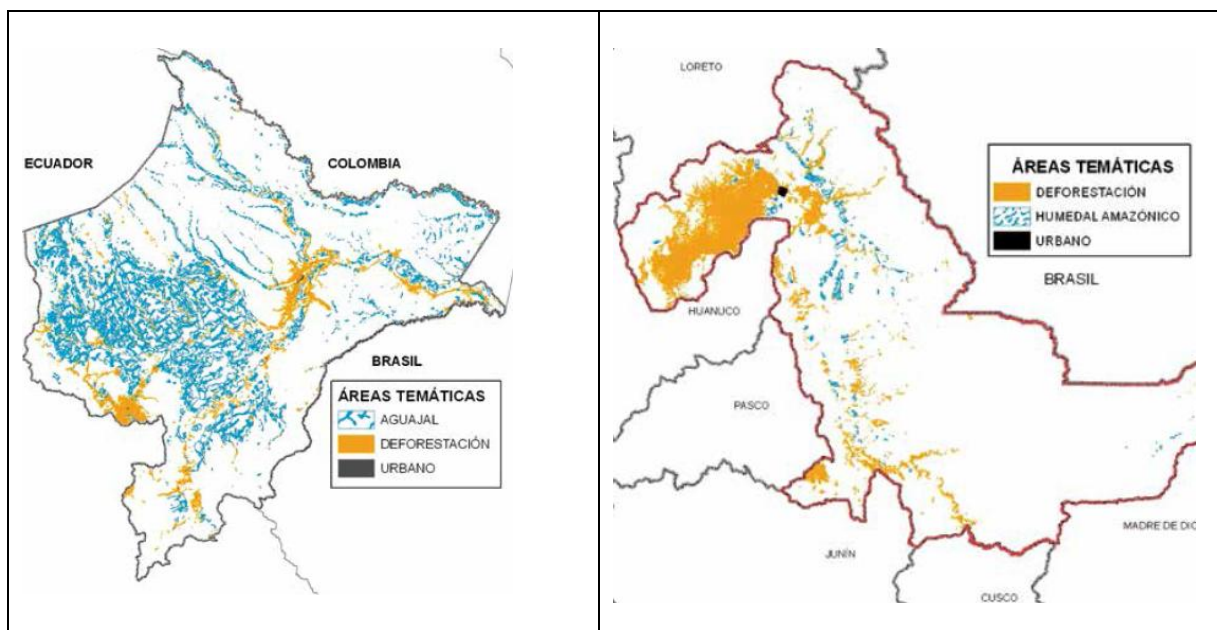 ECUADOR
COLOMBIA
BRASIL
ÁREAS TEMÁTICAS
AGUAJAL
DEFORESTACIÓN
URBANO
LORETO
ÁREAS TEMÁTICAS
DEFORESTACIÓN
HUMEDAL AMAZÓNICO
URBANO
BRASIL
HUANUCO
PASCO
MADRE DE DIO
JUNÍN
CUSCO